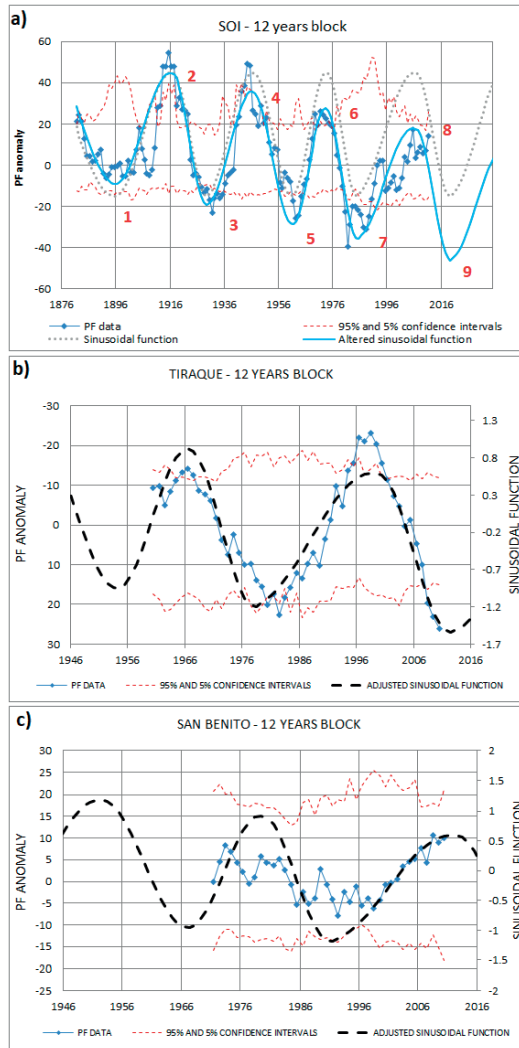 a)
SOI - 12 years block
PF anomaly
60
40
20
0
-20
-40
-60
1
2
3
4
5
6
7
8
9
1876 1896 1916 1936 1956 1976 1996 2016
PF data
95% and 5% confidence intervals
Sinusoidal function
Altered sinusoidal function
b)
TIRAQUE - 12 YEARS BLOCK
PF ANOMALY
-30
-20
-10
0
10
20
30
1.3
0.8
0.3
-0.2
-0.7
-1.2
-1.7
SINUSOIDAL FUNCTION
1946 1956 1966 1976 1986 1996 2006 2016
PF DATA 95% AND 5% CONFIDENCE INTERVALS ADJUSTED SINUSOIDAL FUNCTION
c)
SAN BENITO - 12 YEARS BLOCK
PF ANOMALY
30
25
20
15
10
5
0
-5
-10
-15
-20
-25
2
1.5
1
0.5
0
-0.5
-1
-1.5
-2
SINUSOIDAL FUNCTION
1946 1956 1966 1976 1986 1996 2006 2016
PF DATA 95% AND 5% CONFIDENCE INTERVALS ADJUSTED SINUSOIDAL FUNCTION